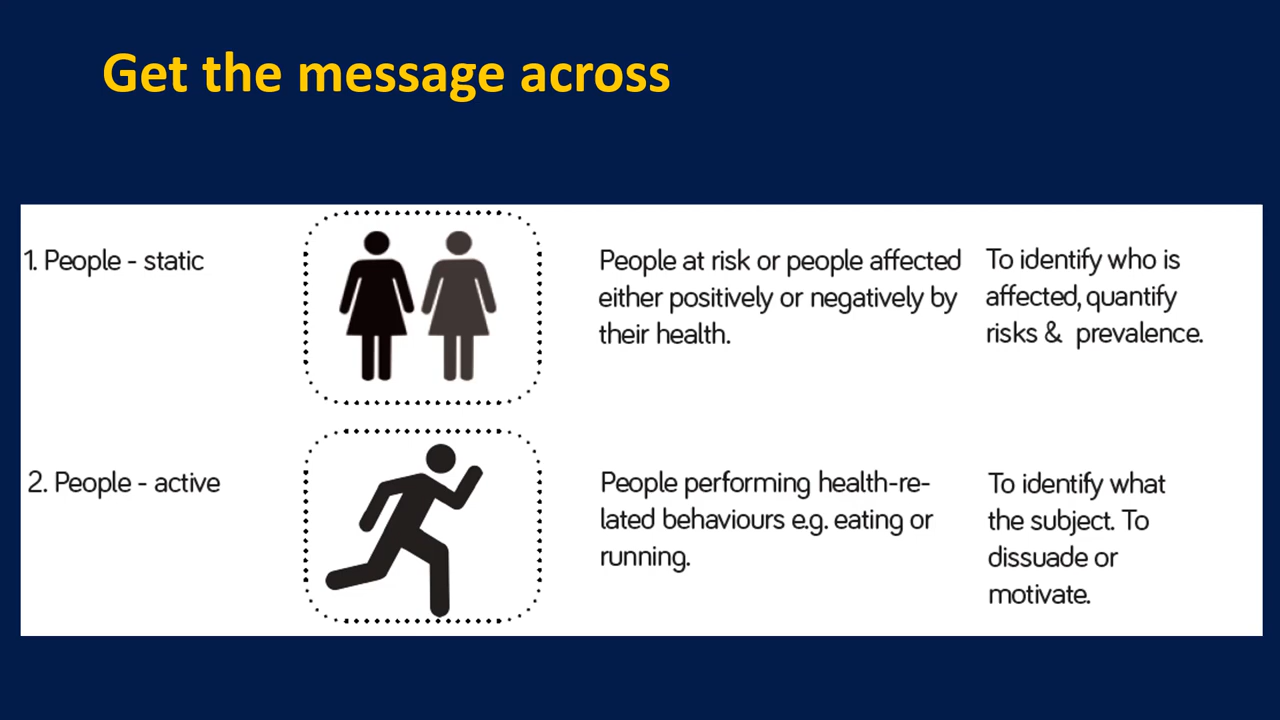 Get the message across
1. People - static
People at risk or people affected
either positively or negatively by
their health.
To identify who is
affected, quantify
risks & prevalence.
2. People - active
People performing health-re-
lated behaviours e.g. eating or
running.
To identify what
the subject. To
dissuade or
motivate.